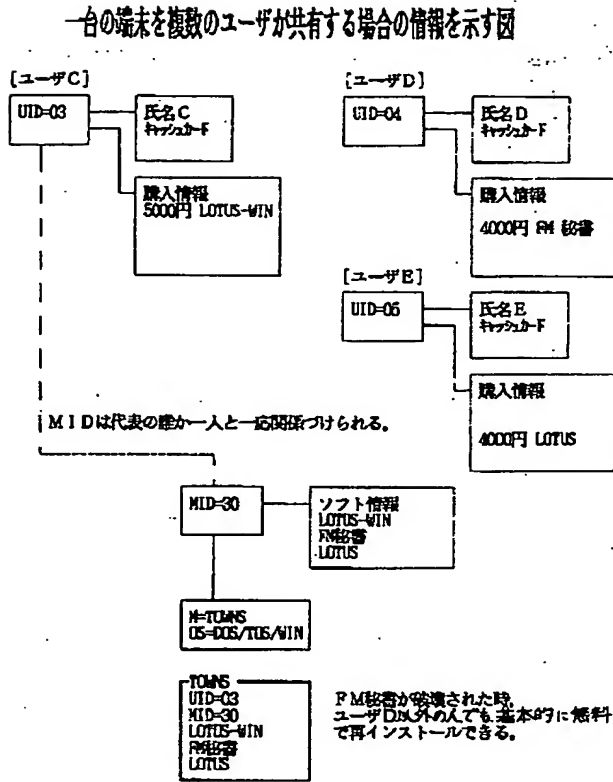 一台の端末を複数のユーザが共有する場合の情報を示す図
[ユーザC]
UID=03
氏名C
キャッシュカード
購入情報
5000円 LOTUS-WIN
[ユーザD]
UID=04
氏名D
キャッシュカード
購入情報
4000円 FM 秘書
[ユーザE]
UID=05
氏名E
キャッシュカード
購入情報
4000円 LOTUS
MIDは代表の誰か一人と一応関係づけられる。
MID=30
ソフト情報
LOTUS-WIN
FM秘書
LOTUS
M=TOWNS
OS=DOS/TOS/WIN
TOWNS
UID=03
MID=30
LOTUS-WIN
FM秘書
LOTUS
FM秘書が破壊された時、
ユーザD以外の人でも基本的に無料
で再インストールできる。